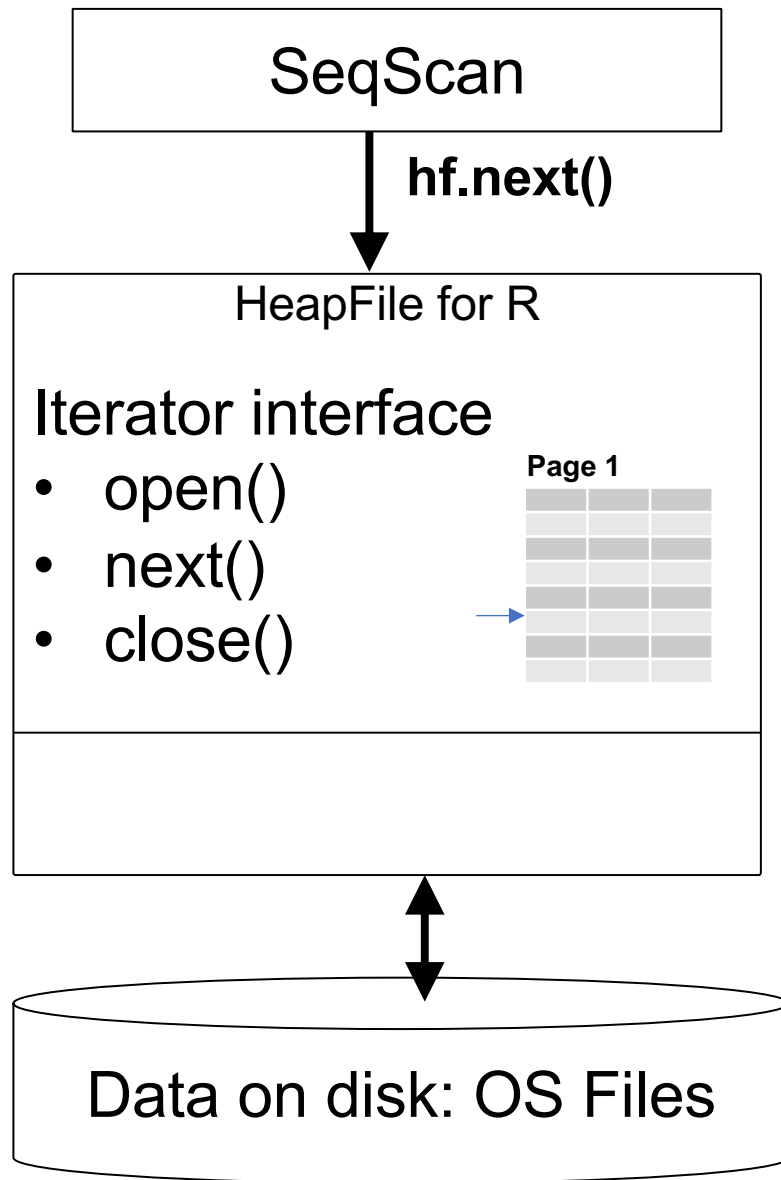 SeqScan
hf.next()
HeapFile for R
Iterator interface
• open()
• next()
• close()
Page 1
Data on disk: OS Files